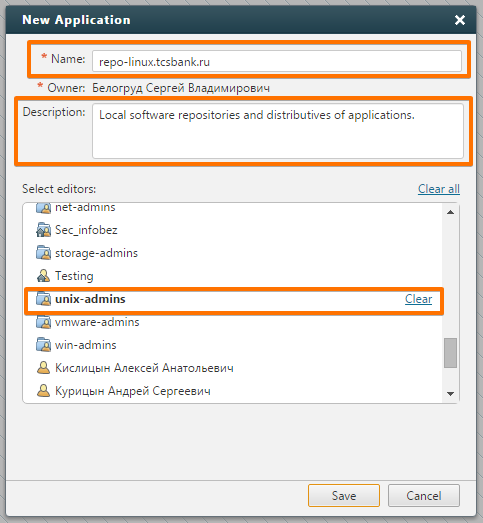 New Application
* Name: repo-linux.tcsbank.ru
* Owner: Белогруд Сергей Владимирович
Description: Local software repositories and distributives of applications.
Select editors: Clear all
net-admins
Sec_infobez
storage-admins
Testing
unix-admins Clear
vmware-admins
win-admins
Кислицын Алексей Анатольевич
Курицын Андрей Сергеевич
Save Cancel